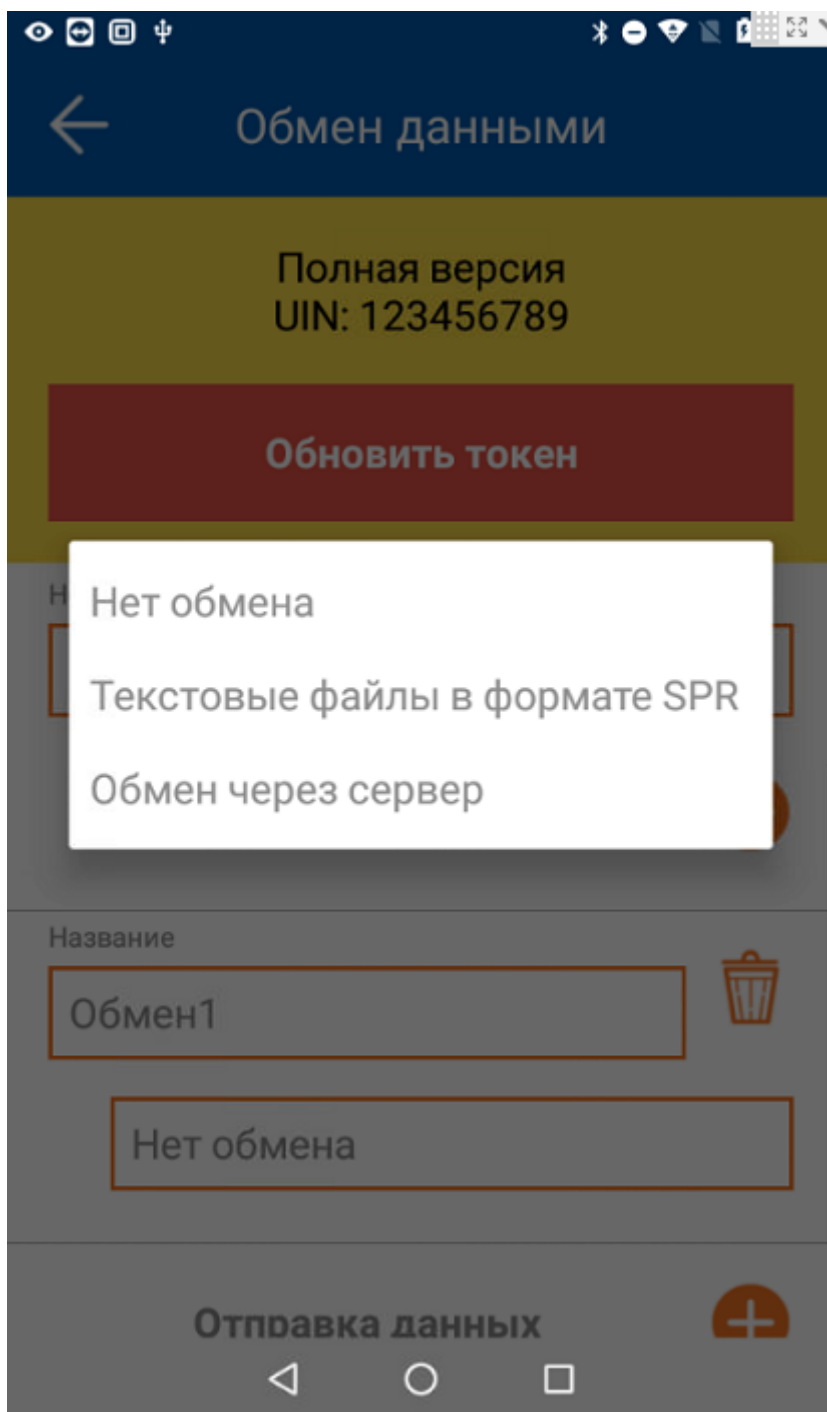 Обмен данными
Полная версия
UIN: 123456789
Обновить токен
Н
Нет обмена
Текстовые файлы в формате SPR
Обмен через сервер
Название
Обмен1
Нет обмена
Отправка данных